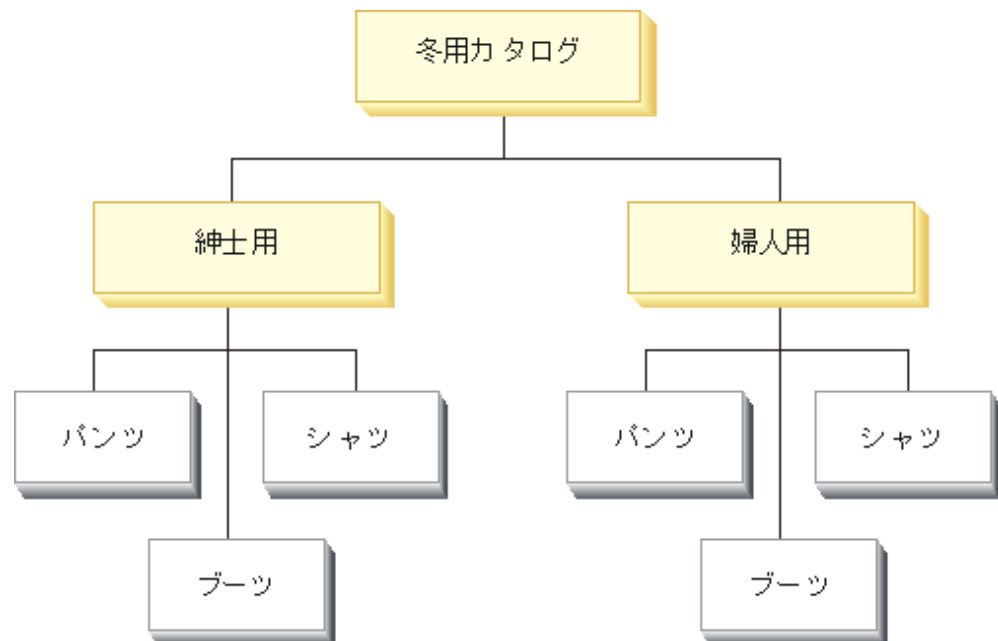 冬用カタログ
紳士用
婦人用
パンツ
シャツ
パンツ
シャツ
ブーツ
ブーツ